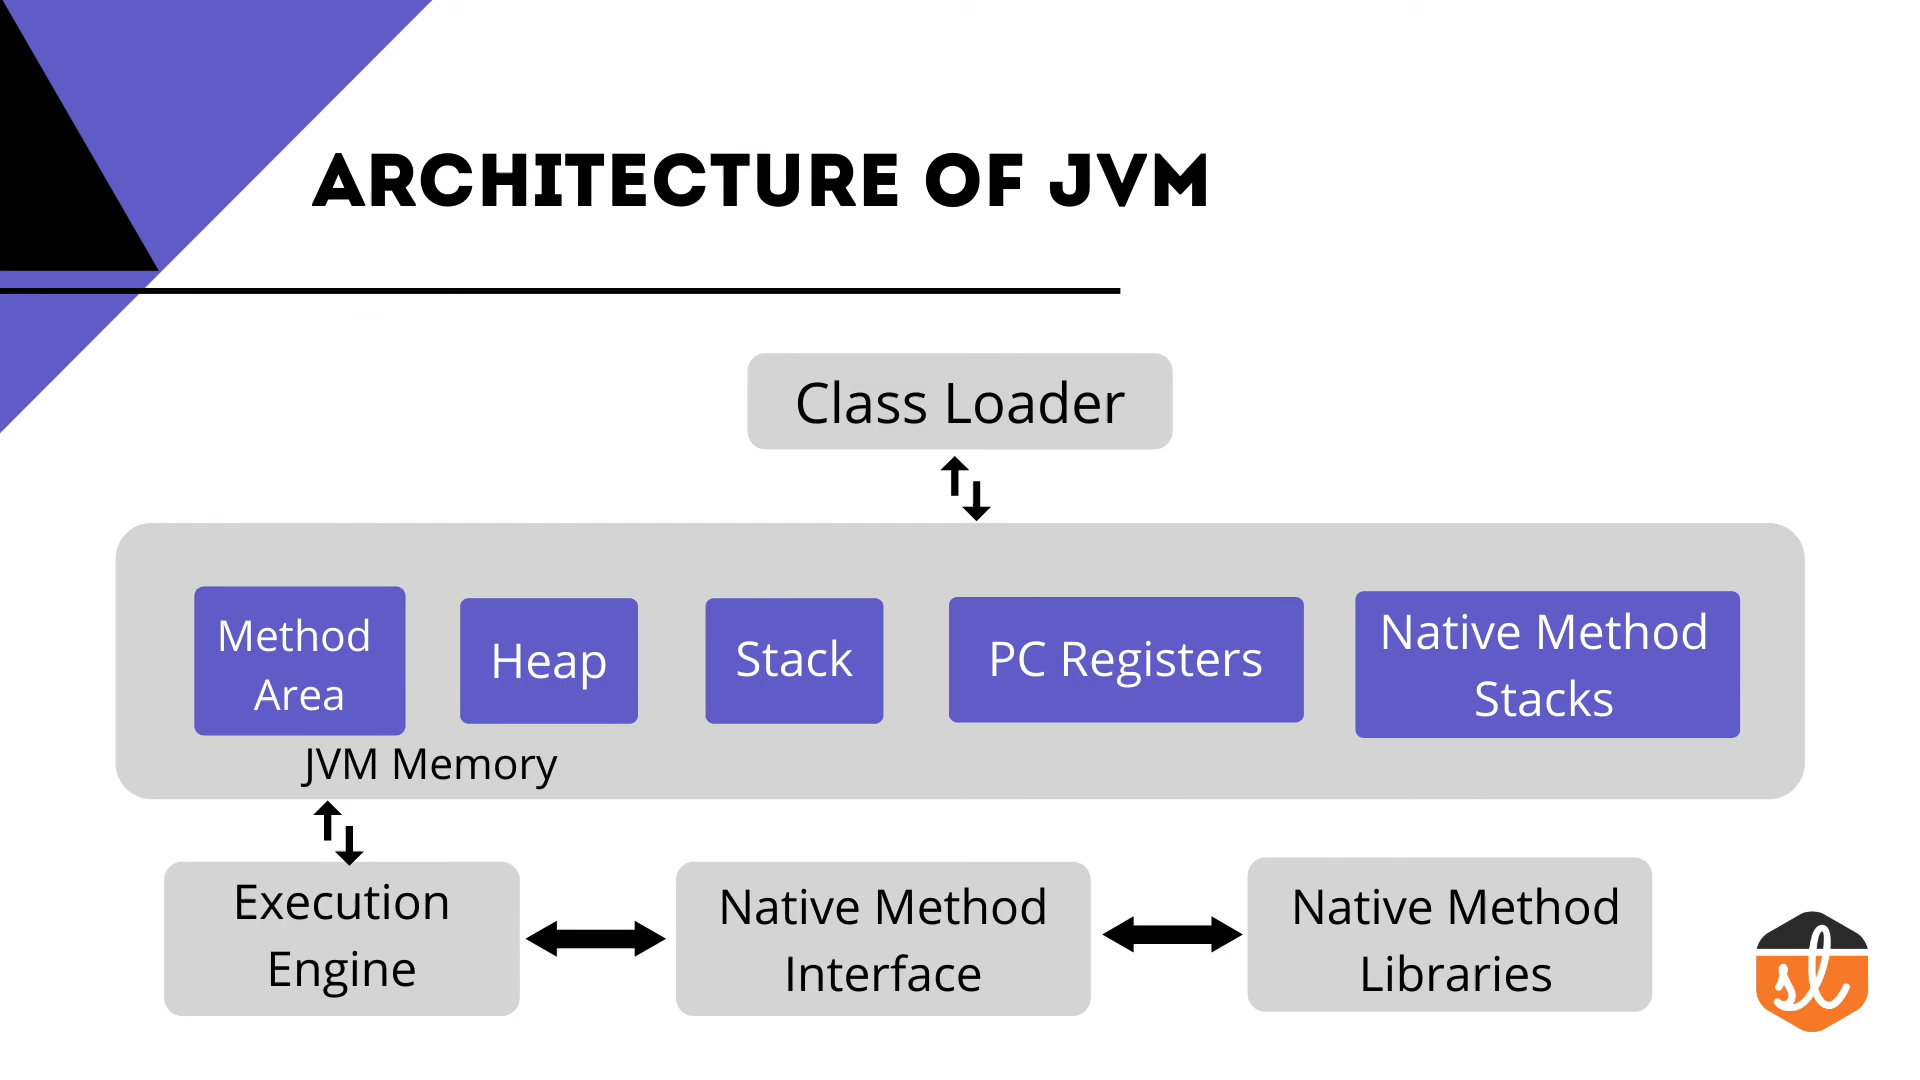 ARCHITECTURE OF JVM
Class Loader
Method
Area
Heap
Stack
PC Registers
Native Method
Stacks
JVM Memory
Execution
Engine
Native Method
Interface
Native Method
Libraries
sl